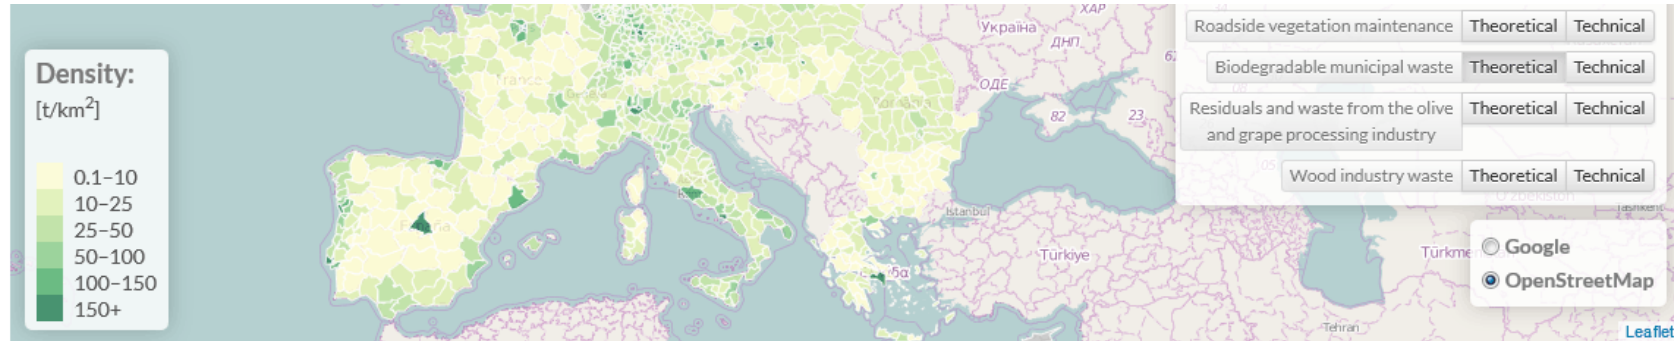 Density:
[t/km²]
0.1–10
10–25
25–50
50–100
100–150
150+
France
România
Україна
ХАР
ДНП
ОДЕ
82
23
Istanbul
Türkiye
Tehran
Roadside vegetation maintenance Theoretical Technical
Biodegradable municipal waste Theoretical Technical
Residuals and waste from the olive Theoretical Technical
and grape processing industry
Wood industry waste Theoretical Technical
Google
OpenStreetMap
Leaflet